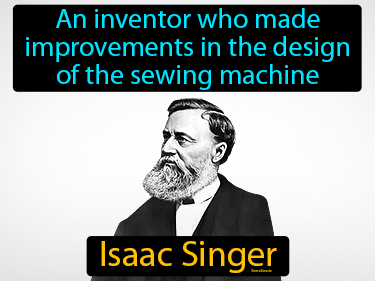 An inventor who made
improvements in the design
of the sewing machine
Isaac Singer